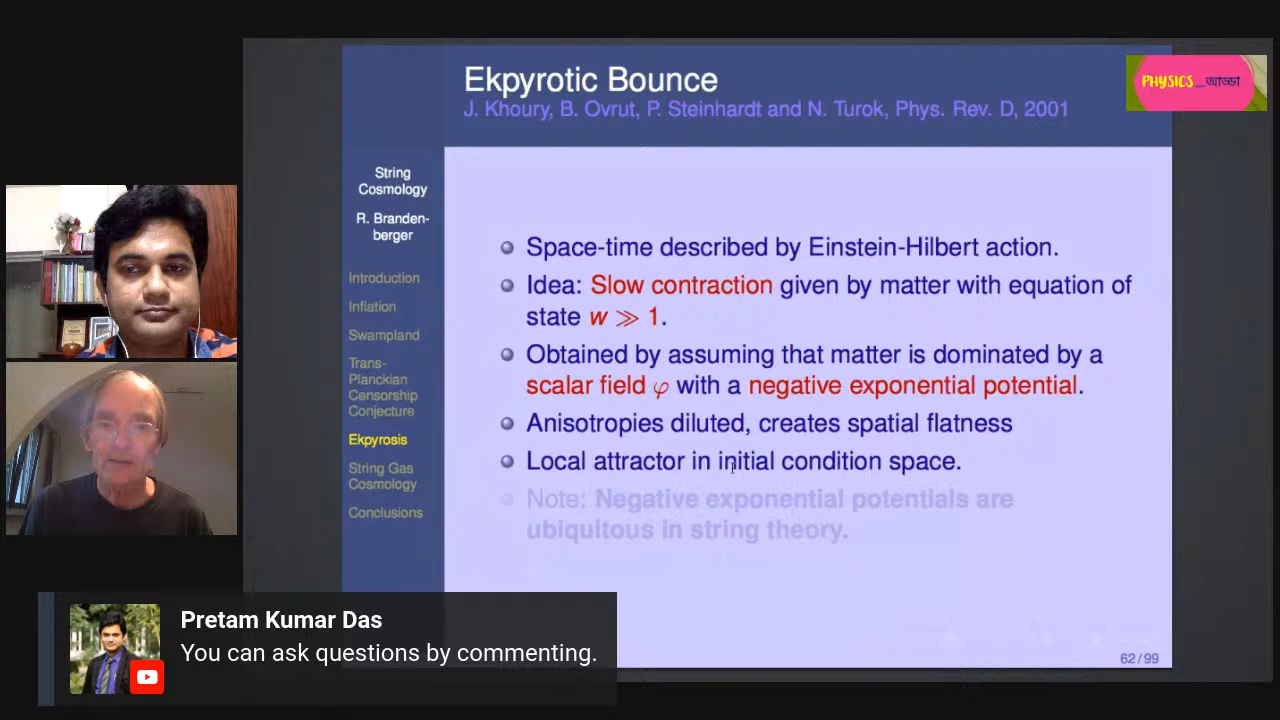 Ekpyrotic Bounce
J. Khoury, B. Ovrut, P. Steinhardt and N. Turok, Phys. Rev. D, 2001
PHYSICS_আড্ডা
String
Cosmology
R. Branden-
berger
Introduction
Inflation
Swampland
Trans-
Planckian
Censorship
Conjecture
Ekpyrosis
String Gas
Cosmology
Conclusions
Space-time described by Einstein-Hilbert action.
Idea: Slow contraction given by matter with equation of
state w ≫ 1.
Obtained by assuming that matter is dominated by a
scalar field φ with a negative exponential potential.
Anisotropies diluted, creates spatial flatness
Local attractor in initial condition space.
Note: Negative exponential potentials are
ubiquitous in string theory.
62/99
Pretam Kumar Das
You can ask questions by commenting.